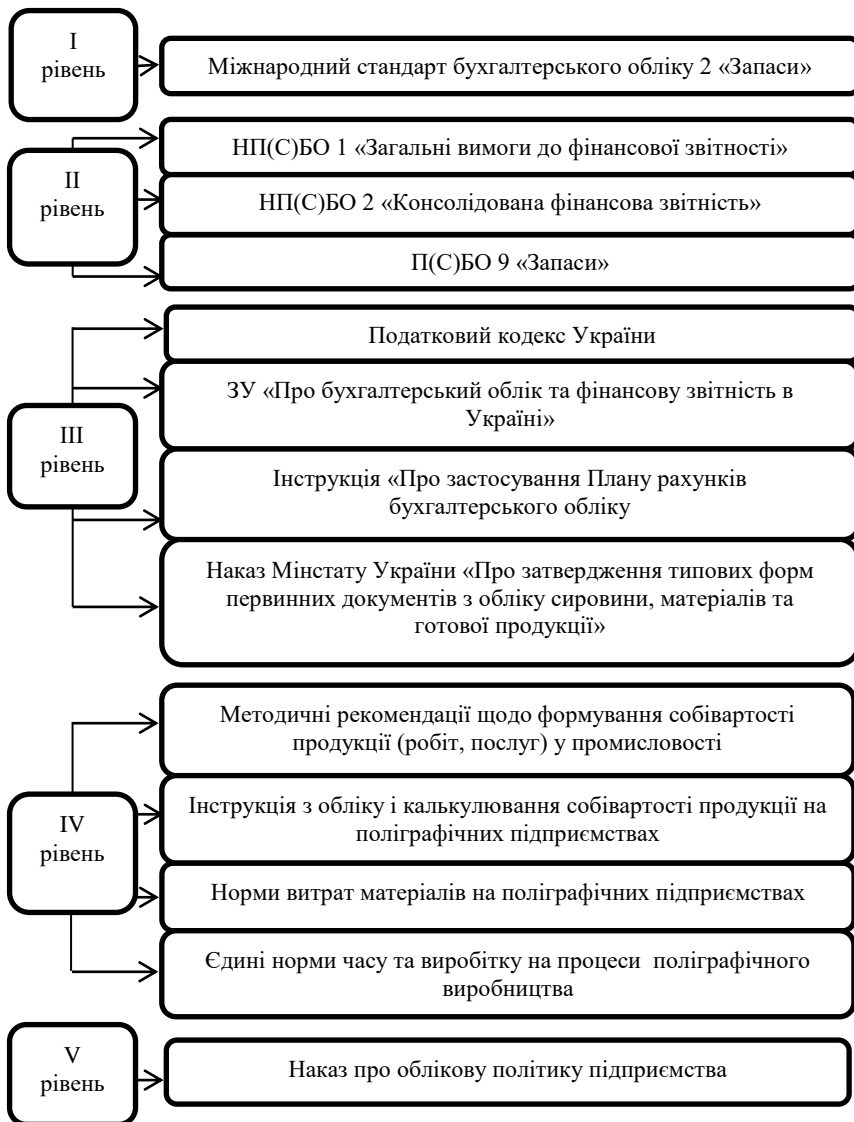 I
рівень
Міжнародний стандарт бухгалтерського обліку 2 «Запаси»
II
рівень
НП(С)БО 1 «Загальні вимоги до фінансової звітності»
НП(С)БО 2 «Консолідована фінансова звітність»
П(С)БО 9 «Запаси»
III
рівень
Податковий кодекс України
ЗУ «Про бухгалтерський облік та фінансову звітність в
Україні»
Інструкція «Про застосування Плану рахунків
бухгалтерського обліку
Наказ Мінстату України «Про затвердження типових форм
первинних документів з обліку сировини, матеріалів та
готової продукції»
IV
рівень
Методичні рекомендації щодо формування собівартості
продукції (робіт, послуг) у промисловості
Інструкція з обліку і калькулювання собівартості продукції на
поліграфічних підприємствах
Норми витрат матеріалів на поліграфічних підприємствах
Єдині норми часу та виробітку на процеси поліграфічного
виробництва
V
рівень
Наказ про облікову політику підприємства